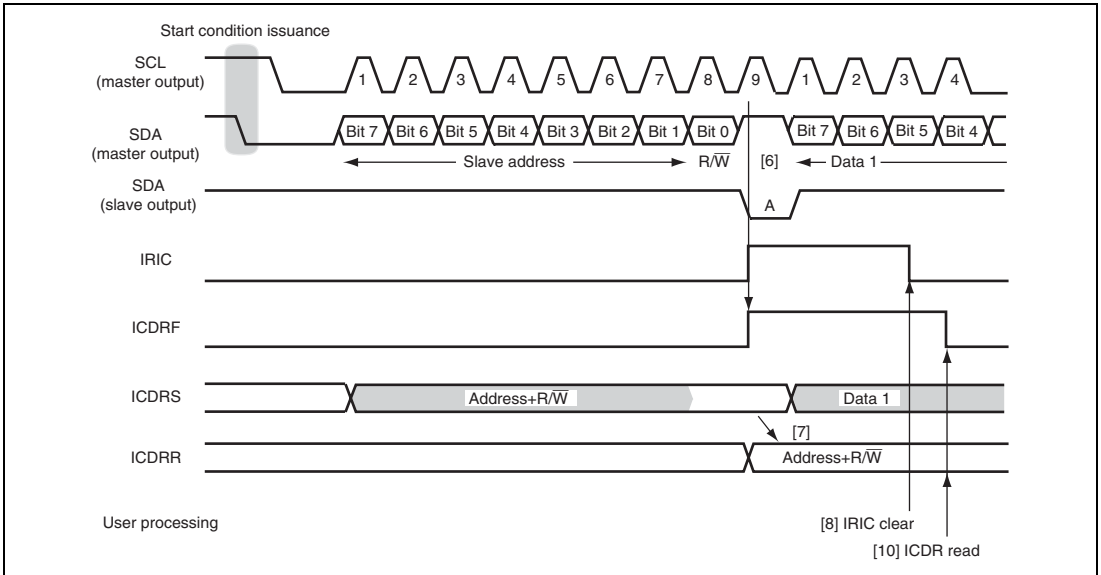 Start condition issuance
SCL
(master output)
1 2 3 4 5 6 7 8 9 1 2 3 4
SDA
(master output)
Bit 7 Bit 6 Bit 5 Bit 4 Bit 3 Bit 2 Bit 1 Bit 0 Bit 7 Bit 6 Bit 5 Bit 4
Slave address R/W̅ [6] Data 1
SDA
(slave output)
A
IRIC
ICDRF
ICDRS Address+R/W̅ Data 1
[7]
ICDRR Address+R/W̅
User processing
[8] IRIC clear
[10] ICDR read